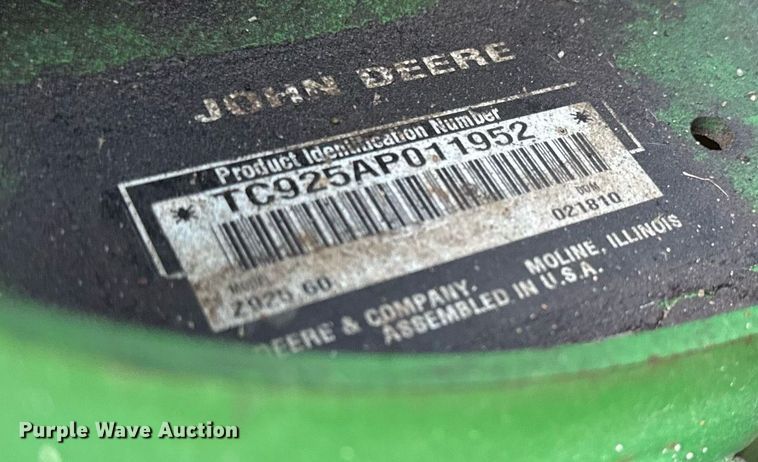 JOHN DEERE
Product Identification Number
* TC925AP011952 *
MODEL DOM
Z925 60 021810
DEERE & COMPANY. MOLINE, ILLINOIS
ASSEMBLED IN U.S.A.
Purple Wave Auction